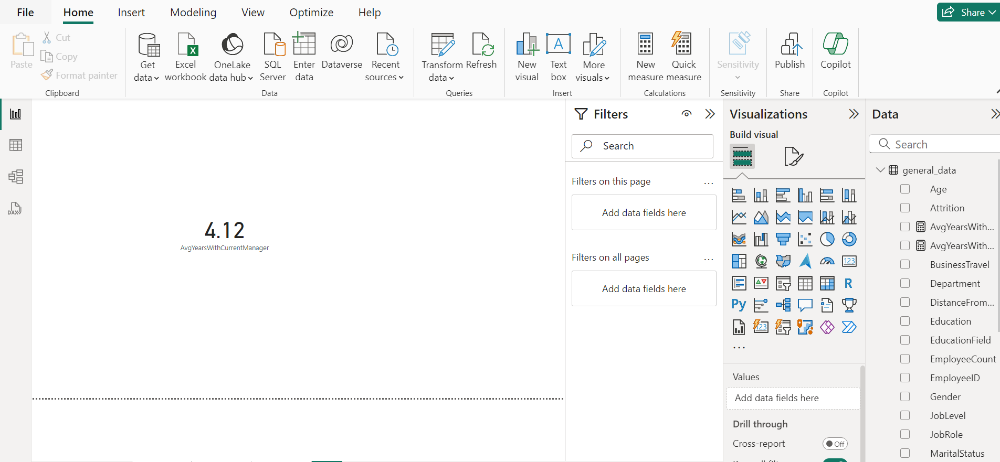 File Home Insert Modeling View Optimize Help Share
Paste Cut
Copy
Format painter
Clipboard
Get data
Excel workbook
OneLake data hub
SQL Server
Enter data
Dataverse
Recent sources
Data
Transform data
Refresh
Queries
New visual
A
Text box
More visuals
Insert
New measure
Quick measure
Calculations
Sensitivity
Sensitivity
Publish
Share
Copilot
Copilot
DAX
4.12
AvgYearsWithCurrentManager
Filters
Search
Filters on this page ...
Add data fields here
Filters on all pages ...
Add data fields here
Visualizations
Build visual
123
R
Py
123
...
Values
Add data fields here
Drill through
Cross-report Off
Data
Search
general_data
Age
Attrition
AvgYearsWith...
AvgYearsWith...
BusinessTravel
Department
DistanceFrom...
Education
EducationField
EmployeeCount
EmployeeID
Gender
JobLevel
JobRole
MaritalStatus